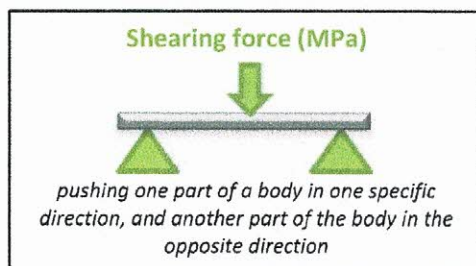 Shearing force (MPa)
pushing one part of a body in one specific
direction, and another part of the body in the
opposite direction